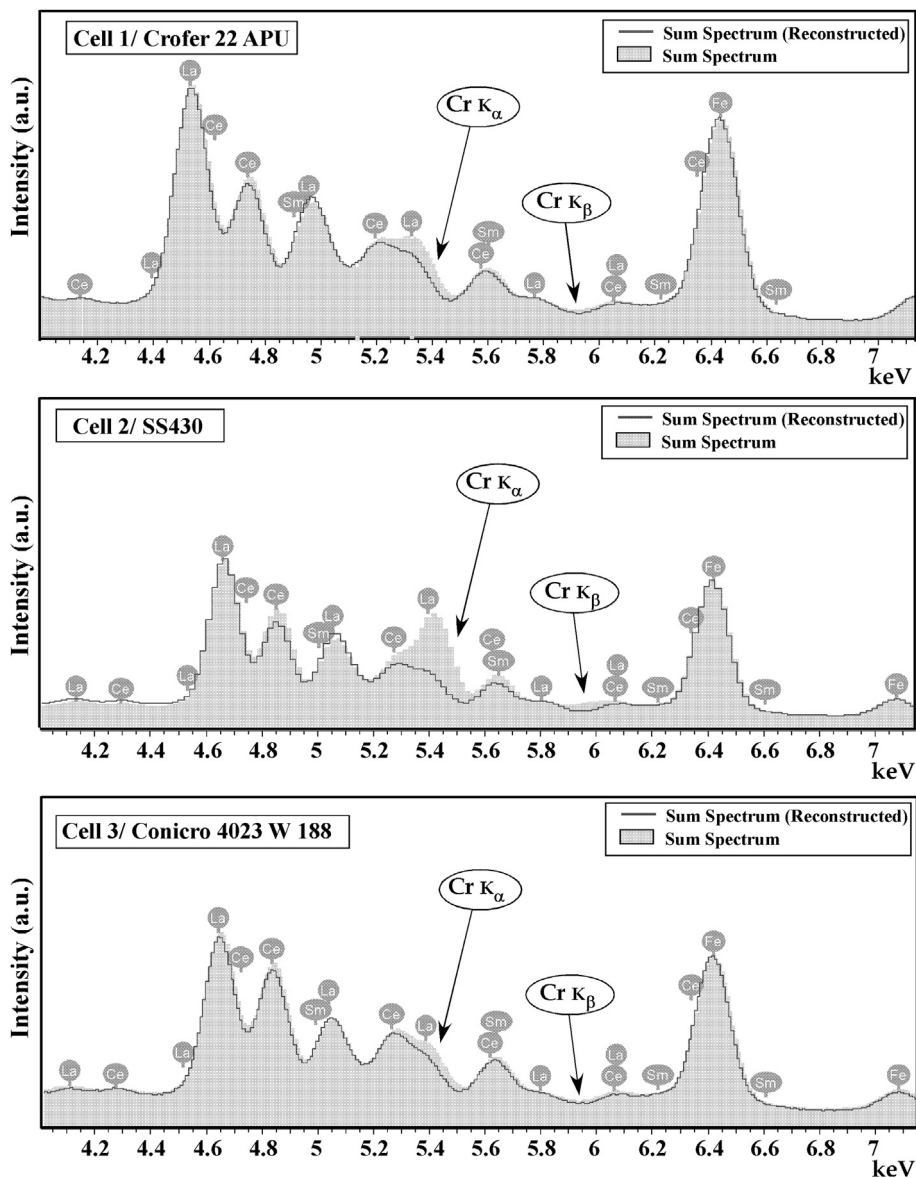 Cell 1/ Crofer 22 APU
Sum Spectrum (Reconstructed)
Sum Spectrum
Intensity (a.u.)
Cr Kα
Cr Kβ
La
Ce
Ce
Sm
La
La
Ce
Ce
La
Sm
Ce
La
La
Ce
Sm
Ce
Fe
Sm
4.2 4.4 4.6 4.8 5 5.2 5.4 5.6 5.8 6 6.2 6.4 6.6 6.8 7
keV
Cell 2/ SS430
Sum Spectrum (Reconstructed)
Sum Spectrum
Intensity (a.u.)
Cr Kα
Cr Kβ
La
Ce
La
La
Ce
Ce
Sm
La
Ce
La
Ce
Sm
La
La
Ce
Sm
Ce
Fe
Sm
Fe
4.2 4.4 4.6 4.8 5 5.2 5.4 5.6 5.8 6 6.2 6.4 6.6 6.8 7
keV
Cell 3/ Conicro 4023 W 188
Sum Spectrum (Reconstructed)
Sum Spectrum
Intensity (a.u.)
Cr Kα
Cr Kβ
La
Ce
La
La
Ce
Ce
Sm
La
Ce
La
Sm
Ce
La
La
Ce
Sm
Ce
Fe
Sm
Fe
4.2 4.4 4.6 4.8 5 5.2 5.4 5.6 5.8 6 6.2 6.4 6.6 6.8 7
keV